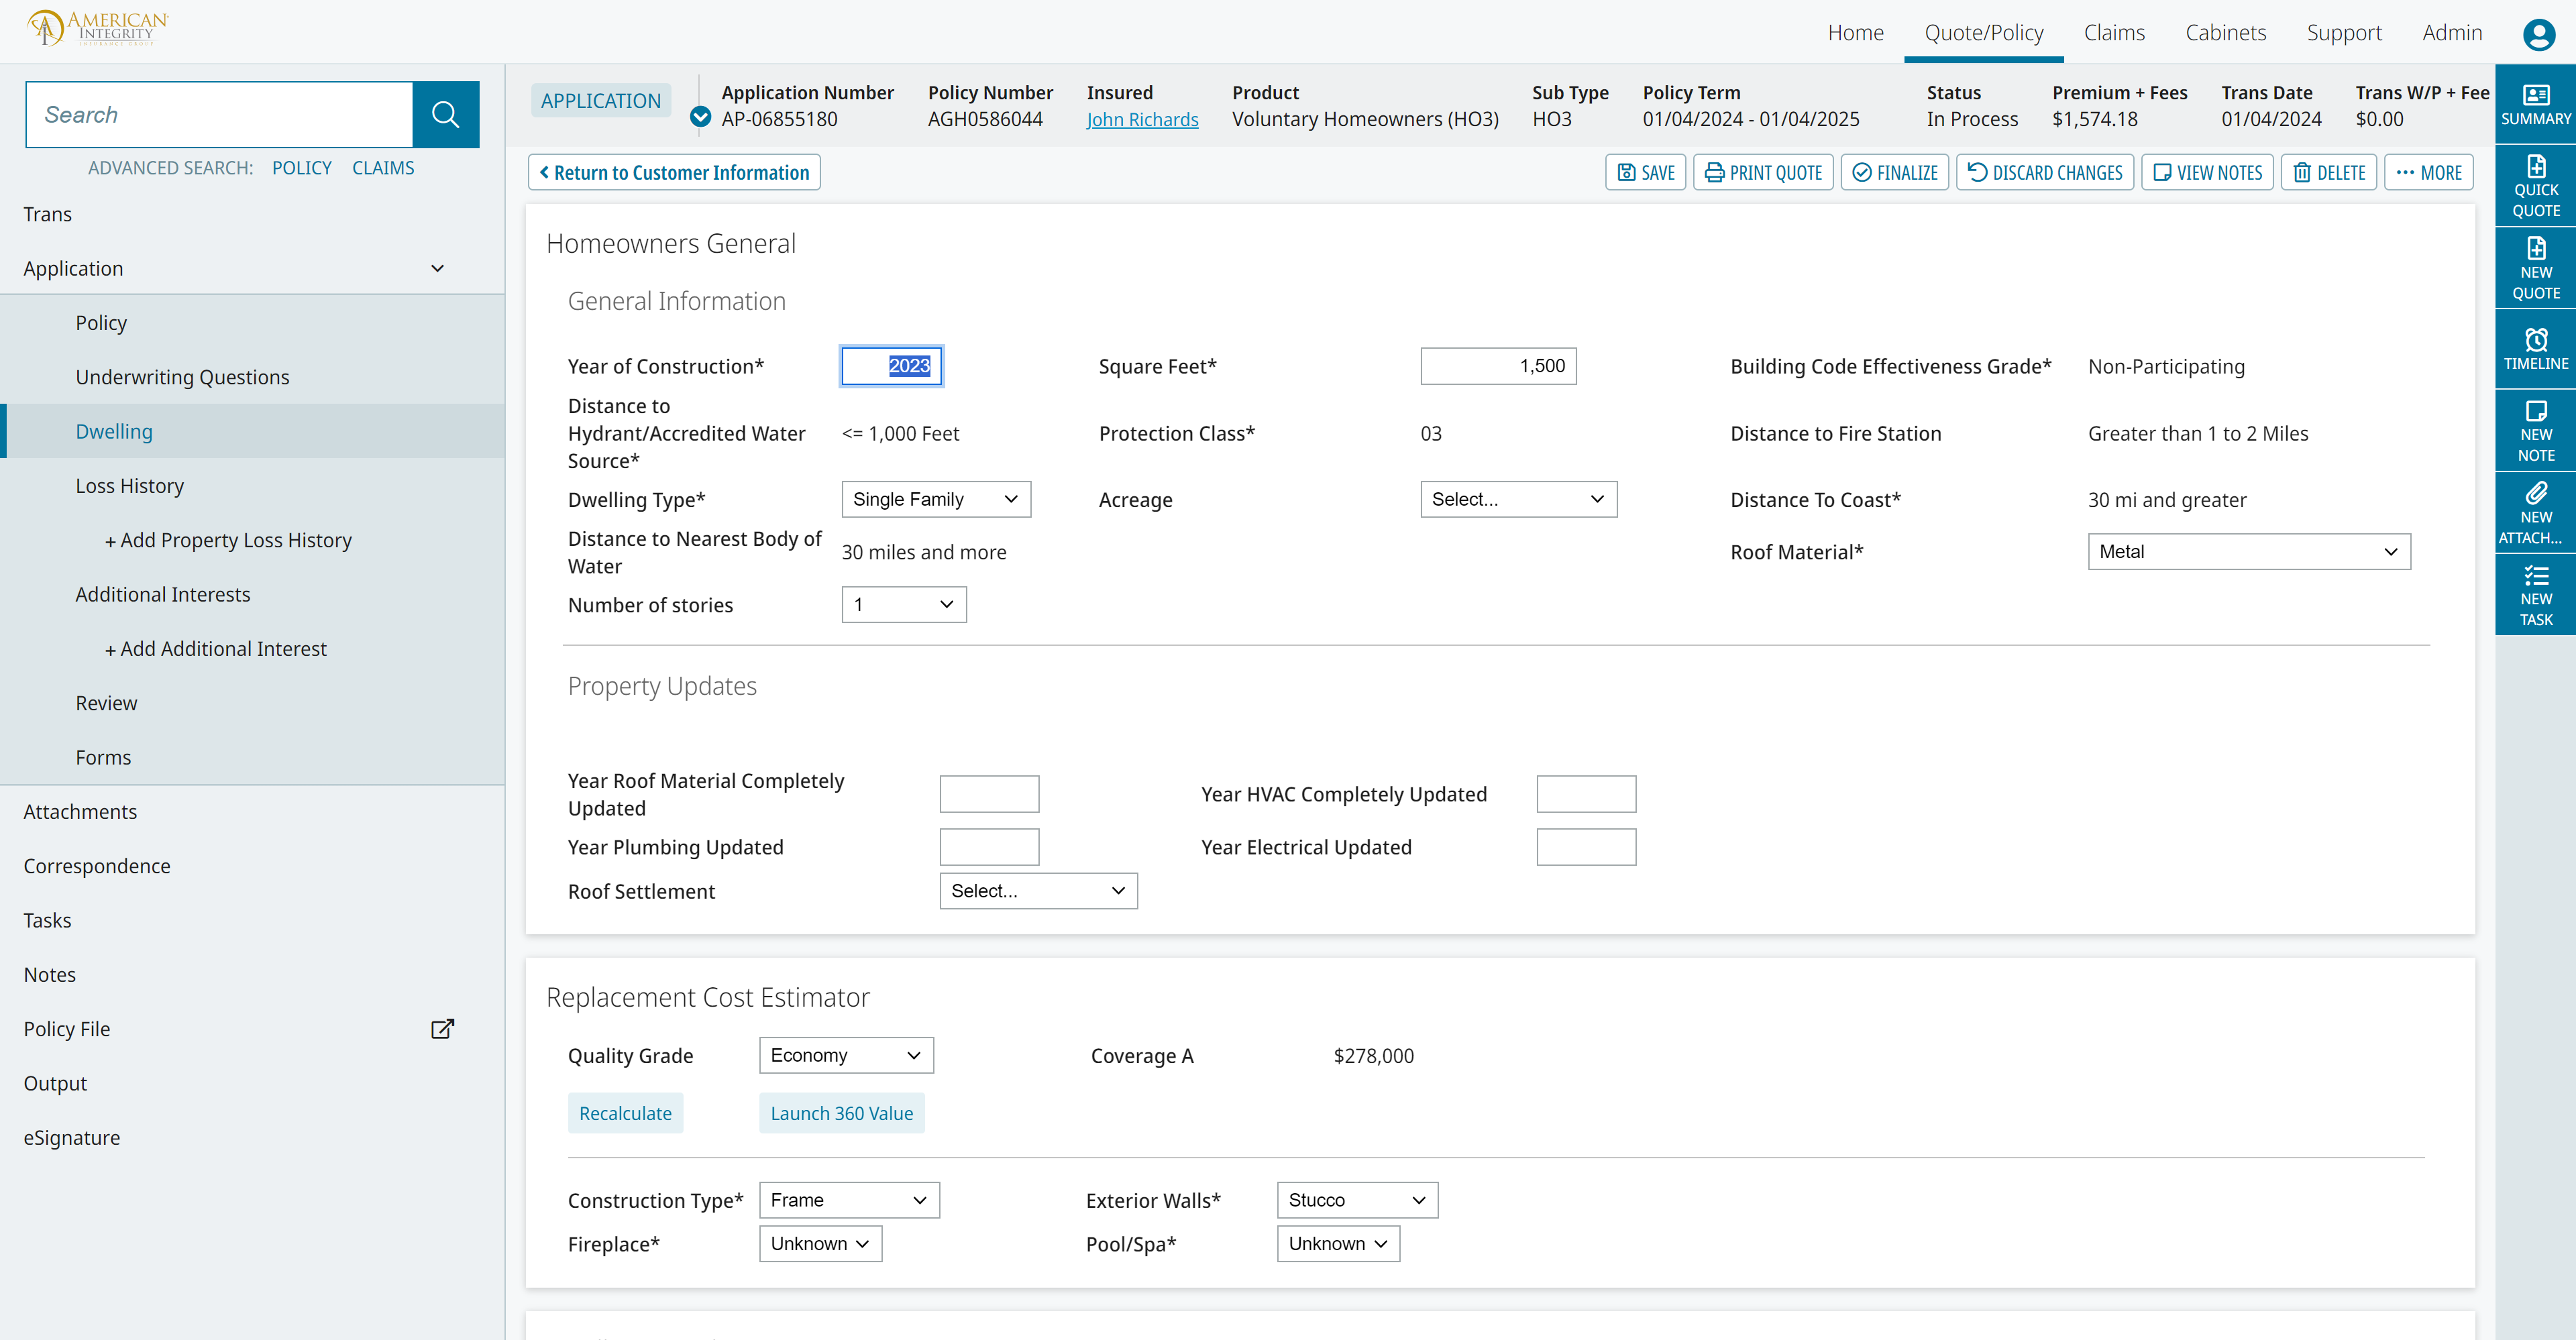 AMERICAN
INTEGRITY
INSURANCE GROUP
Home Quote/Policy Claims Cabinets Support Admin
Search
ADVANCED SEARCH: POLICY CLAIMS
Trans
Application
Policy
Underwriting Questions
Dwelling
Loss History
+ Add Property Loss History
Additional Interests
+ Add Additional Interest
Review
Forms
Attachments
Correspondence
Tasks
Notes
Policy File
Output
eSignature
APPLICATION
Application Number Policy Number Insured Product Sub Type Policy Term Status Premium + Fees Trans Date Trans W/P + Fee
AP-06855180 AGH0586044 John Richards Voluntary Homeowners (HO3) HO3 01/04/2024 - 01/04/2025 In Process $1,574.18 01/04/2024 $0.00
Return to Customer Information SAVE PRINT QUOTE FINALIZE DISCARD CHANGES VIEW NOTES DELETE MORE
Homeowners General
General Information
Year of Construction* 2023 Square Feet* 1,500 Building Code Effectiveness Grade* Non-Participating
Distance to
Hydrant/Accredited Water <= 1,000 Feet Protection Class* 03 Distance to Fire Station Greater than 1 to 2 Miles
Source*
Dwelling Type* Single Family Acreage Select... Distance To Coast* 30 mi and greater
Distance to Nearest Body of
Water 30 miles and more Roof Material* Metal
Number of stories 1
Property Updates
Year Roof Material Completely
Updated Year HVAC Completely Updated
Year Plumbing Updated Year Electrical Updated
Roof Settlement Select...
Replacement Cost Estimator
Quality Grade Economy Coverage A $278,000
Recalculate Launch 360 Value
Construction Type* Frame Exterior Walls* Stucco
Fireplace* Unknown Pool/Spa* Unknown
SUMMARY
QUICK
QUOTE
NEW
QUOTE
TIMELINE
NEW
NOTE
NEW
ATTACH...
NEW
TASK